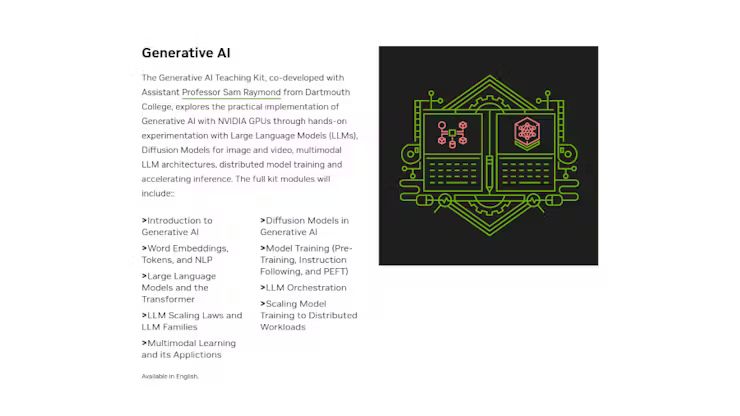 Generative AI
The Generative AI Teaching Kit, co-developed with
Assistant Professor Sam Raymond from Dartmouth
College, explores the practical implementation of
Generative AI with NVIDIA GPUs through hands-on
experimentation with Large Language Models (LLMs),
Diffusion Models for image and video, multimodal
LLM architectures, distributed model training and
accelerating inference. The full kit modules will
include::
>Introduction to
Generative AI
>Word Embeddings,
Tokens, and NLP
>Large Language
Models and the
Transformer
>LLM Scaling Laws and
LLM Families
>Multimodal Learning
and its Applictions
>Diffusion Models in
Generative AI
>Model Training (Pre-
Training, Instruction
Following, and PEFT)
>LLM Orchestration
>Scaling Model
Training to Distributed
Workloads
Available in English.